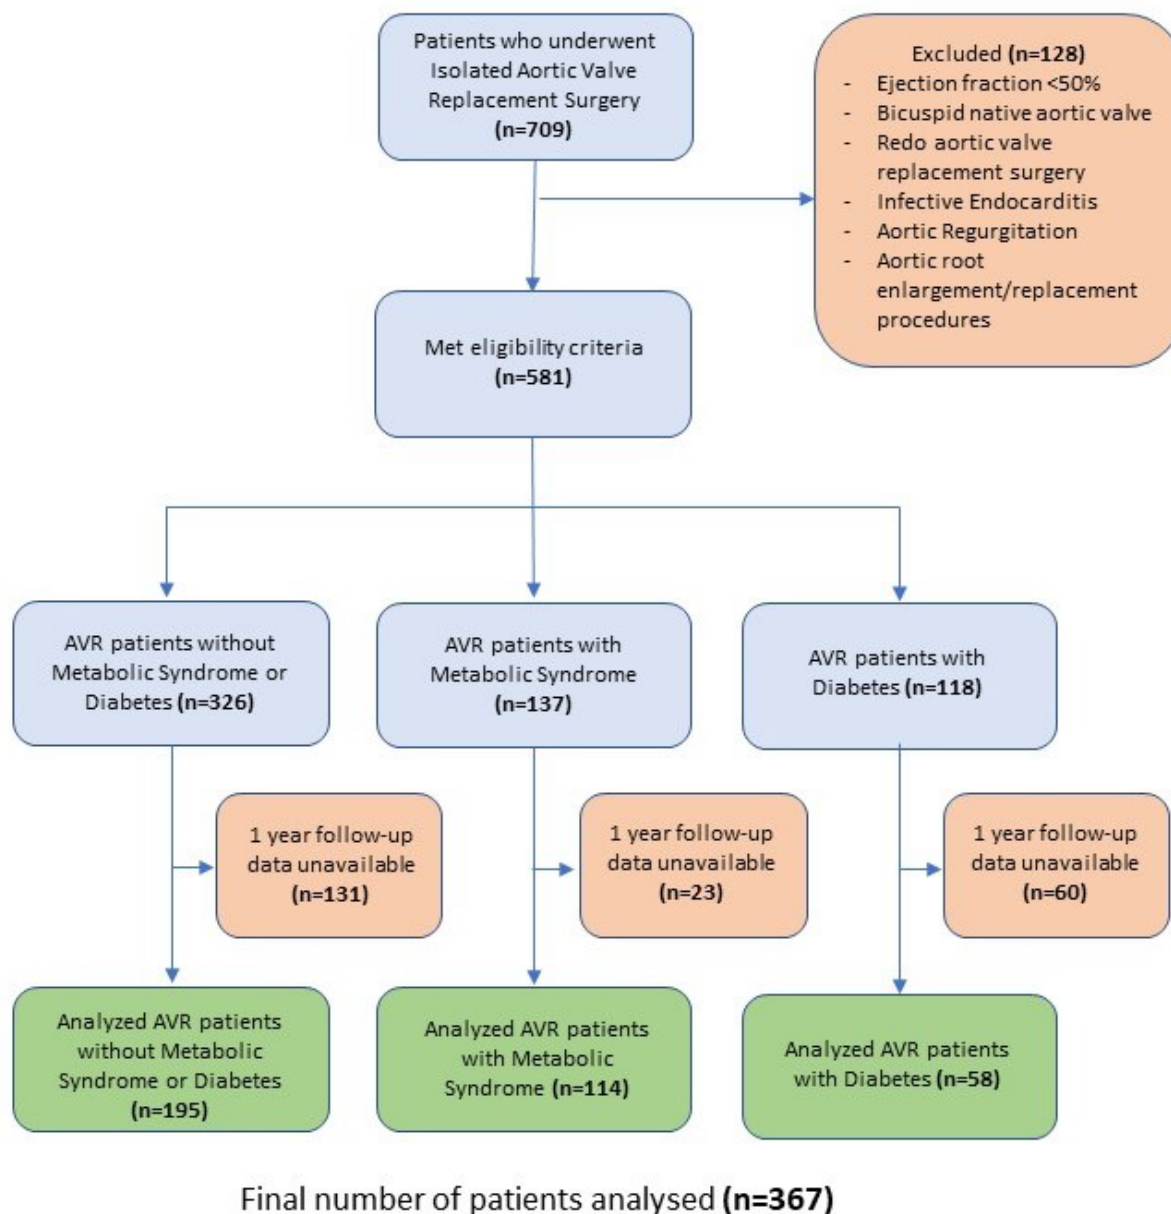 Patients who underwent
Isolated Aortic Valve
Replacement Surgery
(n=709)
Excluded (n=128)
- Ejection fraction <50%
- Bicuspid native aortic valve
- Redo aortic valve
replacement surgery
- Infective Endocarditis
- Aortic Regurgitation
- Aortic root
enlargement/replacement
procedures
Met eligibility criteria
(n=581)
AVR patients without
Metabolic Syndrome or
Diabetes (n=326)
AVR patients with
Metabolic Syndrome
(n=137)
AVR patients with
Diabetes (n=118)
1 year follow-up
data unavailable
(n=131)
1 year follow-up
data unavailable
(n=23)
1 year follow-up
data unavailable
(n=60)
Analyzed AVR patients
without Metabolic
Syndrome or Diabetes
(n=195)
Analyzed AVR patients
with Metabolic
Syndrome (n=114)
Analyzed AVR patients
with Diabetes (n=58)
Final number of patients analysed (n=367)